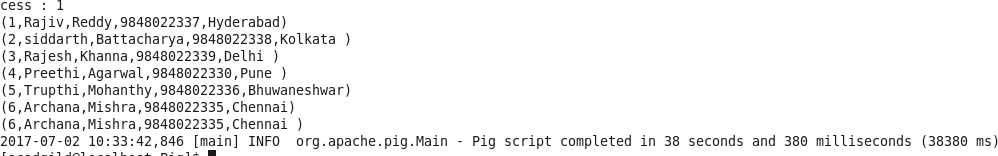 cess : 1
(1,Rajiv,Reddy,9848022337,Hyderabad)
(2,siddarth,Battacharya,9848022338,Kolkata )
(3,Rajesh,Khanna,9848022339,Delhi )
(4,Preethi,Agarwal,9848022330,Pune )
(5,Trupthi,Mohanthy,9848022336,Bhuwaneshwar)
(6,Archana,Mishra,9848022335,Chennai)
(6,Archana,Mishra,9848022335,Chennai )
2017-07-02 10:33:42,846 [main] INFO  org.apache.pig.Main - Pig script completed in 38 seconds and 380 milliseconds (38380 ms)